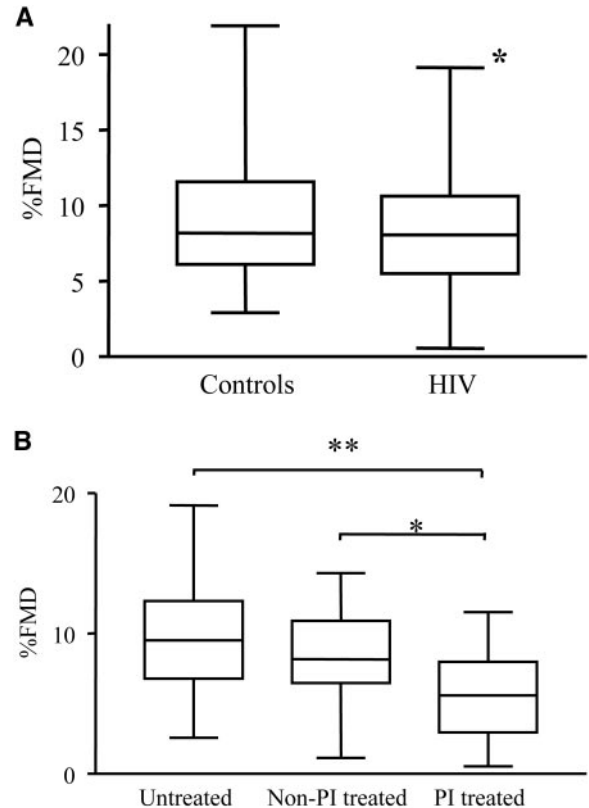 A
20
*
15
%FMD
10
5
0
Controls HIV
B
**
20
*
%FMD
10
0
Untreated Non-PI treated PI treated